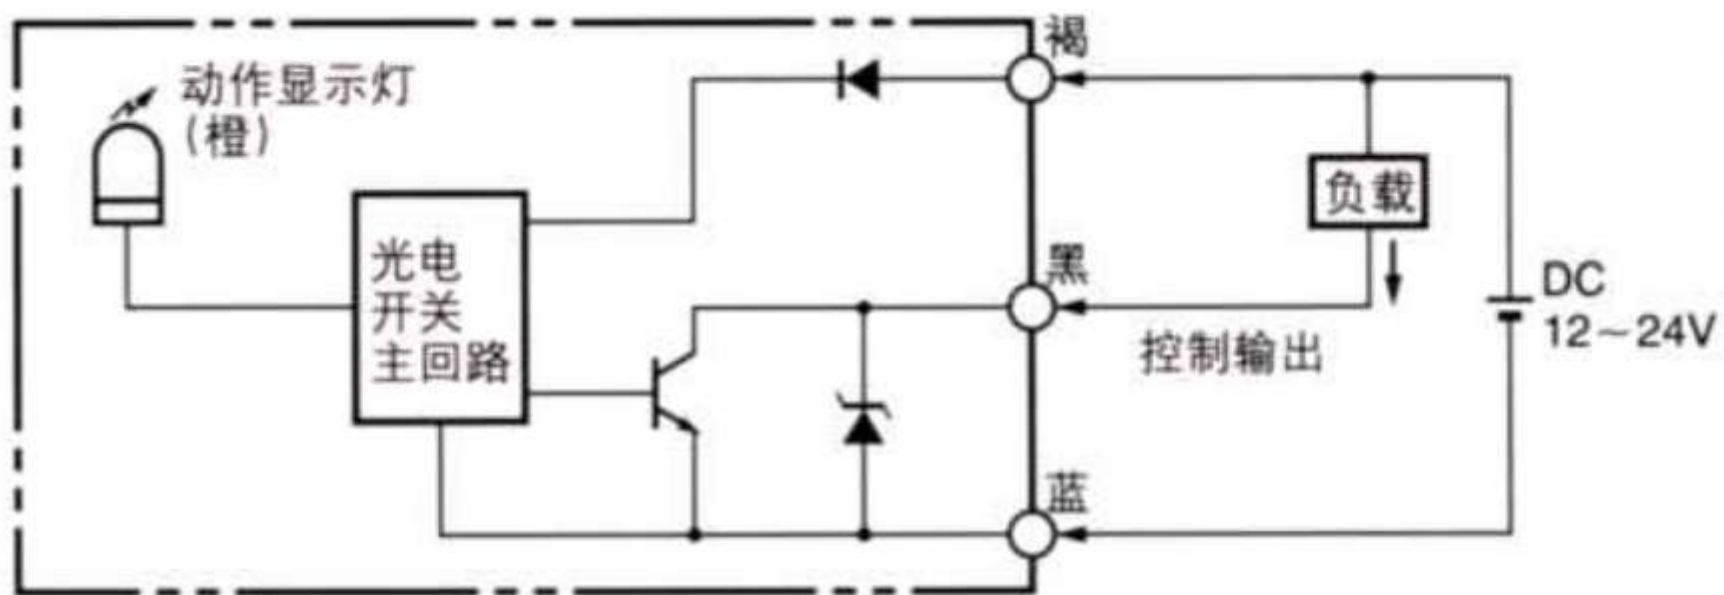 褐
动作显示灯
(橙)
负载
光电
开关
主回路
黑
DC
12~24V
控制输出
蓝